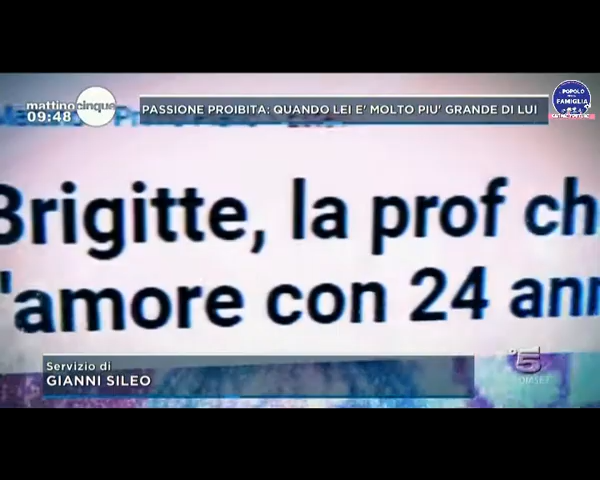 mattino cinque
09:48
PASSIONE PROIBITA: QUANDO LEI E' MOLTO PIU' GRANDE DI LUI
POPOLO
FAMIGLIA
Brigitte, la prof ch
l'amore con 24 ann
Servizio di
GIANNI SILEO
5
MEDIASET